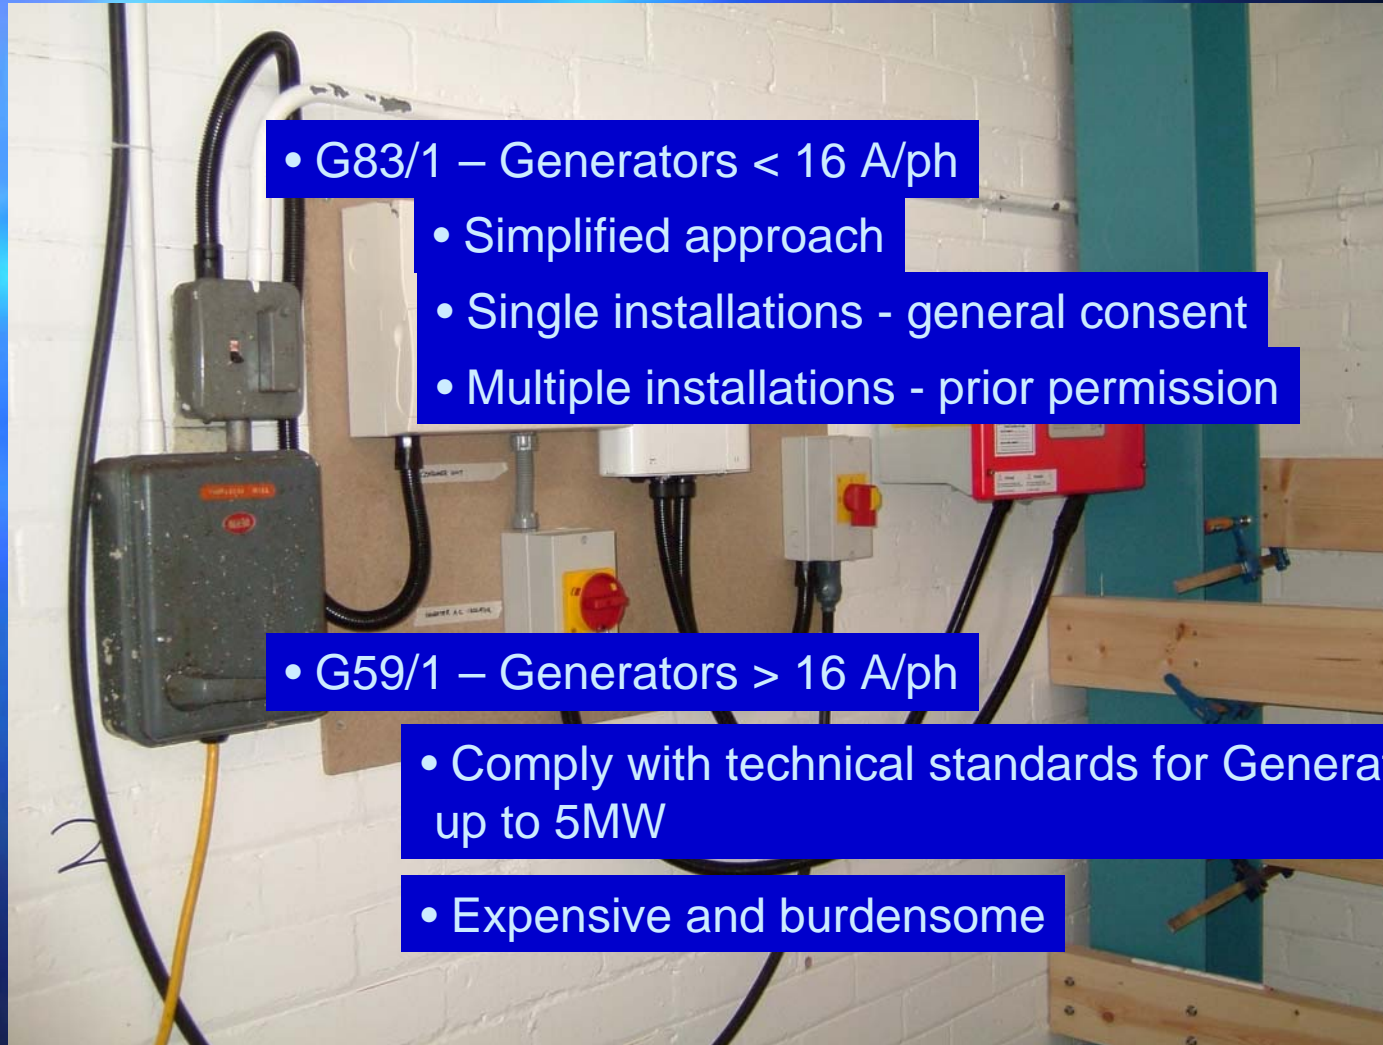 • G83/1 – Generators < 16 A/ph
• Simplified approach
• Single installations - general consent
• Multiple installations - prior permission
• G59/1 – Generators > 16 A/ph
• Comply with technical standards for Genera
up to 5MW
• Expensive and burdensome